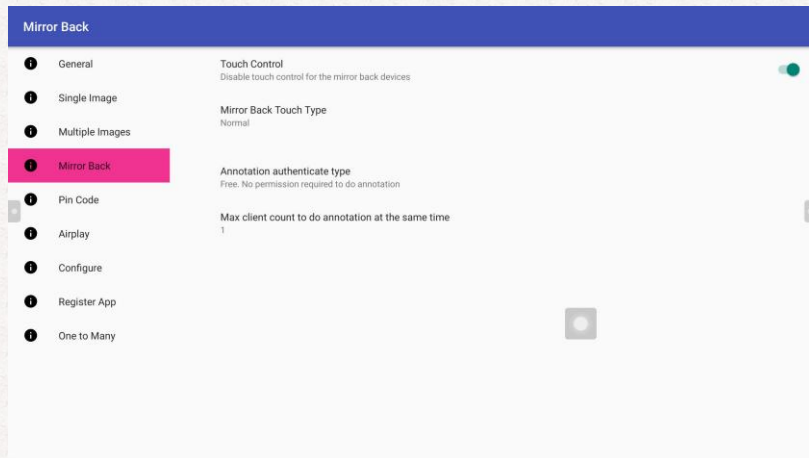 Mirror Back
General
Single Image
Multiple Images
Mirror Back
Pin Code
Airplay
Configure
Register App
One to Many
Touch Control
Disable touch control for the mirror back devices
Mirror Back Touch Type
Normal
Annotation authenticate type
Free. No permission required to do annotation
Max client count to do annotation at the same time
1